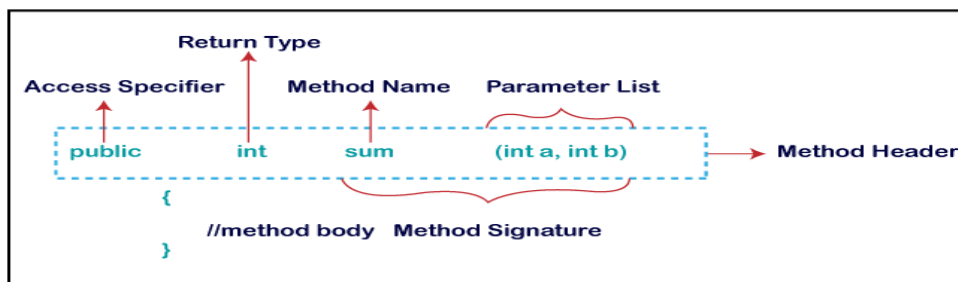 Return Type
Access Specifier Method Name Parameter List
public int sum (int a, int b) Method Header
{
//method body Method Signature
}